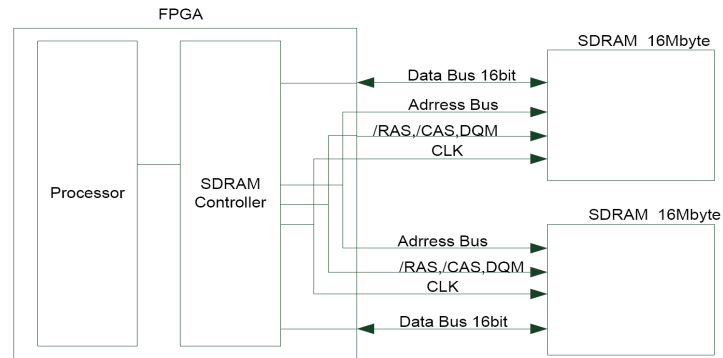 FPGA
SDRAM 16Mbyte
Data Bus 16bit
Adrress Bus
/RAS,/CAS,DQM
CLK
Processor
SDRAM
Controller
SDRAM 16Mbyte
Adrress Bus
/RAS,/CAS,DQM
CLK
Data Bus 16bit